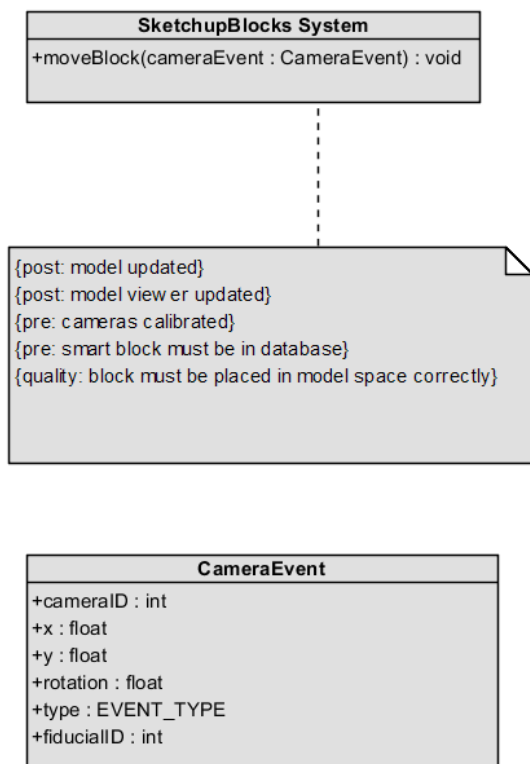 SketchupBlocks System
+moveBlock(cameraEvent : CameraEvent) : void
{post: model updated}
{post: model viewer updated}
{pre: cameras calibrated}
{pre: smart block must be in database}
{quality: block must be placed in model space correctly}
CameraEvent
+cameraID : int
+x : float
+y : float
+rotation : float
+type : EVENT_TYPE
+fiducialID : int